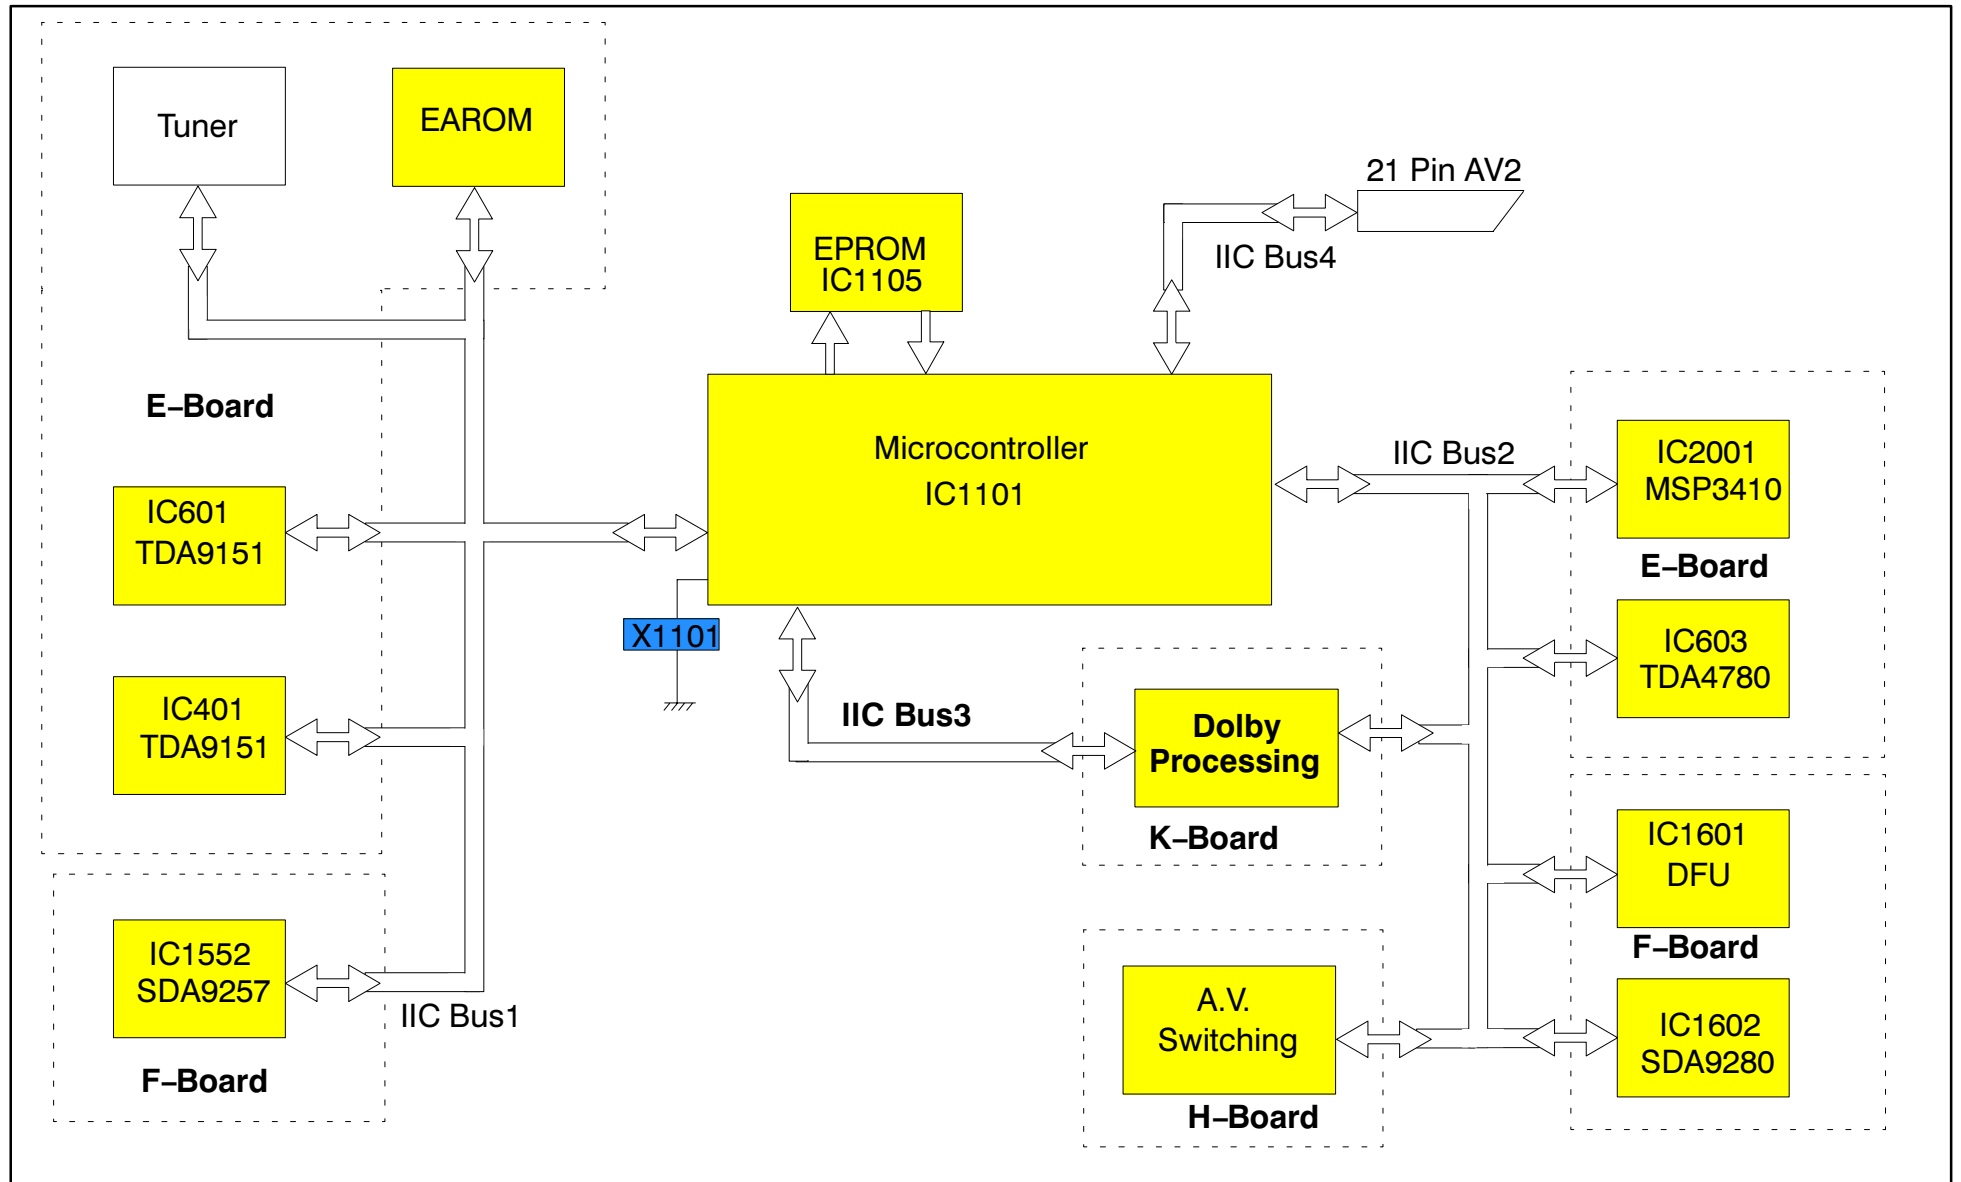 Tuner
EAROM
21 Pin AV2
EPROM
IC1105
IIC Bus4
E–Board
Microcontroller
IC1101
IIC Bus2
IC2001
MSP3410
E–Board
IC601
TDA9151
X1101
IC603
TDA4780
IC401
TDA9151
IIC Bus3
Dolby
Processing
K–Board
IC1601
DFU
F–Board
IC1552
SDA9257
IIC Bus1
F–Board
A.V.
Switching
H–Board
IC1602
SDA9280